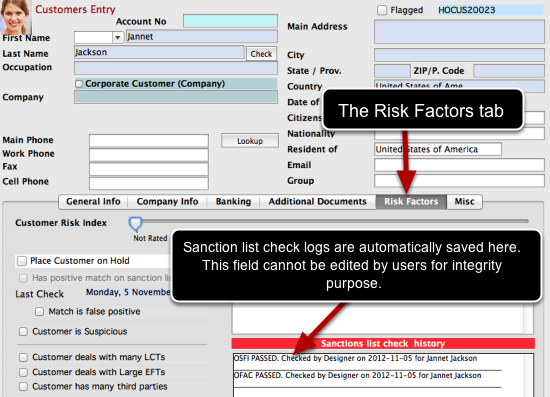 Customers Entry
Flagged HOCUS20023
Account No
First Name Jannet
Main Address
Last Name Jackson Check
City
Occupation
State / Prov. ZIP/P. Code
Corporate Customer (Company)
Country United States of Ame
Company
Date of
The Risk Factors tab
Citizens
Main Phone Lookup
Nationality
Work Phone
Resident of United States of America
Fax
Email
Cell Phone
Group
General Info Company Info Banking Additional Documents Risk Factors Misc
Customer Risk Index
Not Rated
Sanction list check logs are automatically saved here.
This field cannot be edited by users for integrity
purpose.
Place Customer on Hold
Has positive match on sanction lis
Last Check Monday, 5 Novembe
Match is false positive
Customer is Suspicious
Sanctions list check history
Customer deals with many LCTs
OSFI PASSED. Checked by Designer on 2012-11-05 for Jannet Jackson
Customer deals with Large EFTs
OFAC PASSED. Checked by Designer on 2012-11-05 for Jannet Jackson
Customer has many third parties